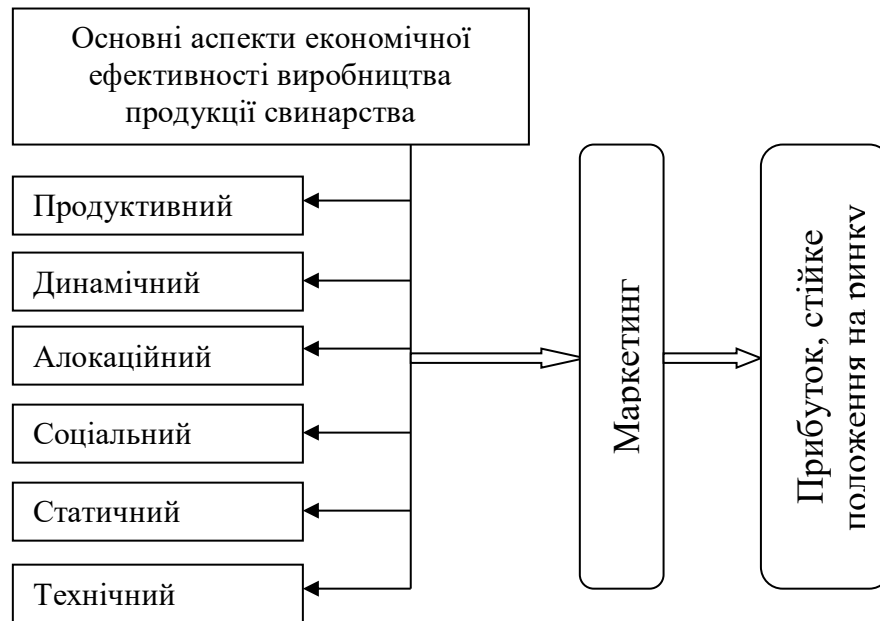 Основні аспекти економічної
ефективності виробництва
продукції свинарства
Продуктивний
Динамічний
Алокаційний
Соціальний
Статичний
Технічний
Маркетинг
Прибуток, стійке
положення на ринку